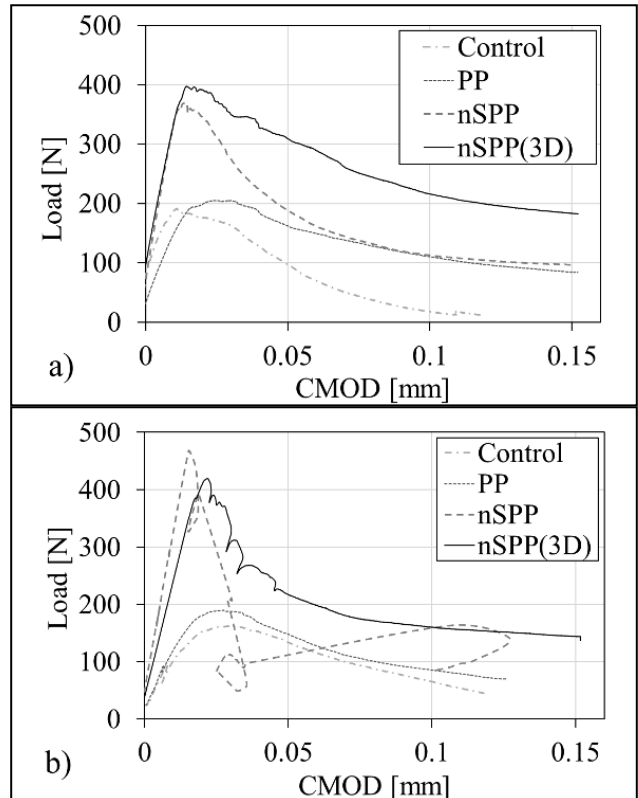 500
400
300
200
100
0
Load [N]
Control
PP
nSPP
nSPP(3D)
0
0.05
0.1
0.15
a)
CMOD [mm]
500
400
300
200
100
0
Load [N]
Control
PP
nSPP
nSPP(3D)
0
0.05
0.1
0.15
b)
CMOD [mm]